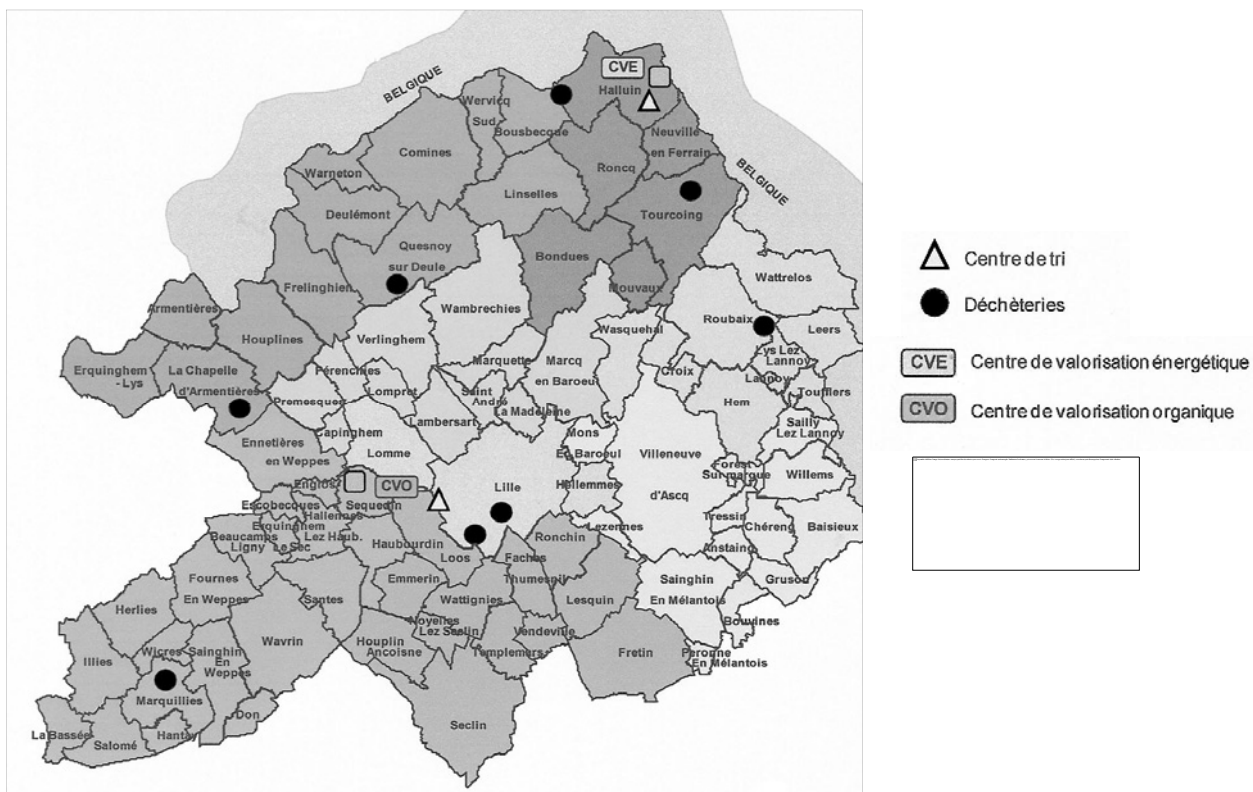 BELGIQUE
CVE
Halluin
Wervicq
Sud
Bousbecque
Neuville
en Ferrain
Comines
Roncq
BELGIQUE
Warneton
Linselles
Deulémont
Tourcoing
Quesnoy
sur Deule
Bondues
Wattrelos
Frelinghien
Mouvaux
Armentières
Wambrechies
Roubaix
Wasquehal
Leers
Houplines
Verlinghem
Lys Lez
Lannoy
Marquette
Marcq
en Baroeul
Erquinghem
- Lys
La Chapelle
d'Armentières
Pérenchies
Croix
Lannoy
Lompret
Saint
André
Toufflers
Premesques
La Madeleine
Hem
Capinghem
Lambersart
Sailly
Lez Lannoy
Ennetières
en Weppes
Mons
En Baroeul
Lomme
Villeneuve
d'Ascq
Forest
Sur marque
Willems
Englos
CVO
Lille
Hellemmes
Sequedin
Escobecques
Hallennes
Lez Haub.
Tressin
Chéreng
Baisieux
Erquinghem
Le Sec
Beaucamps
Ligny
Lezennes
Ronchin
Haubourdin
Anstaing
Loos
Faches
Thumesnil
Gruson
Emmerin
Sainghin
En Mélantois
Fournes
En Weppes
Santes
Wattignies
Lesquin
Herlies
Bouvines
Noyelles
Lez Seclin
Vendeville
Wavrin
Houplin
Ancoisne
Templemars
Fretin
Peronne
En Mélantois
Wicres
Sainghin
En
Weppes
Illies
Marquillies
Don
Seclin
La Bassée
Salomé
Hantay
Centre de tri
Déchèteries
CVE Centre de valorisation énergétique
CVO Centre de valorisation organique